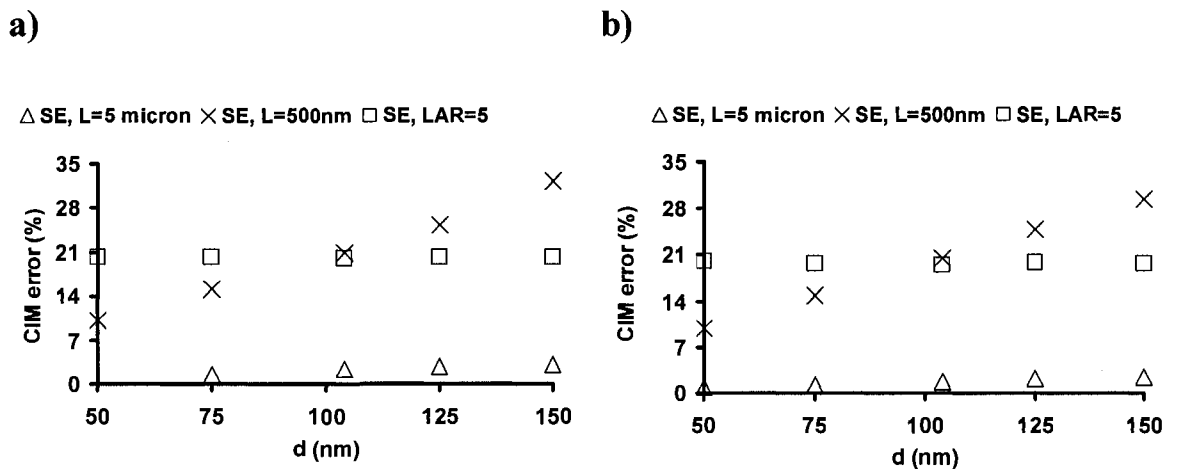 a)
△ SE, L=5 micron × SE, L=500nm □ SE, LAR=5
35
28
21
14
7
0
CIM error (%)
50 75 100 125 150
d (nm)
b)
△ SE, L=5 micron × SE, L=500nm □ SE, LAR=5
35
28
21
14
7
0
CIM error (%)
50 75 100 125 150
d (nm)